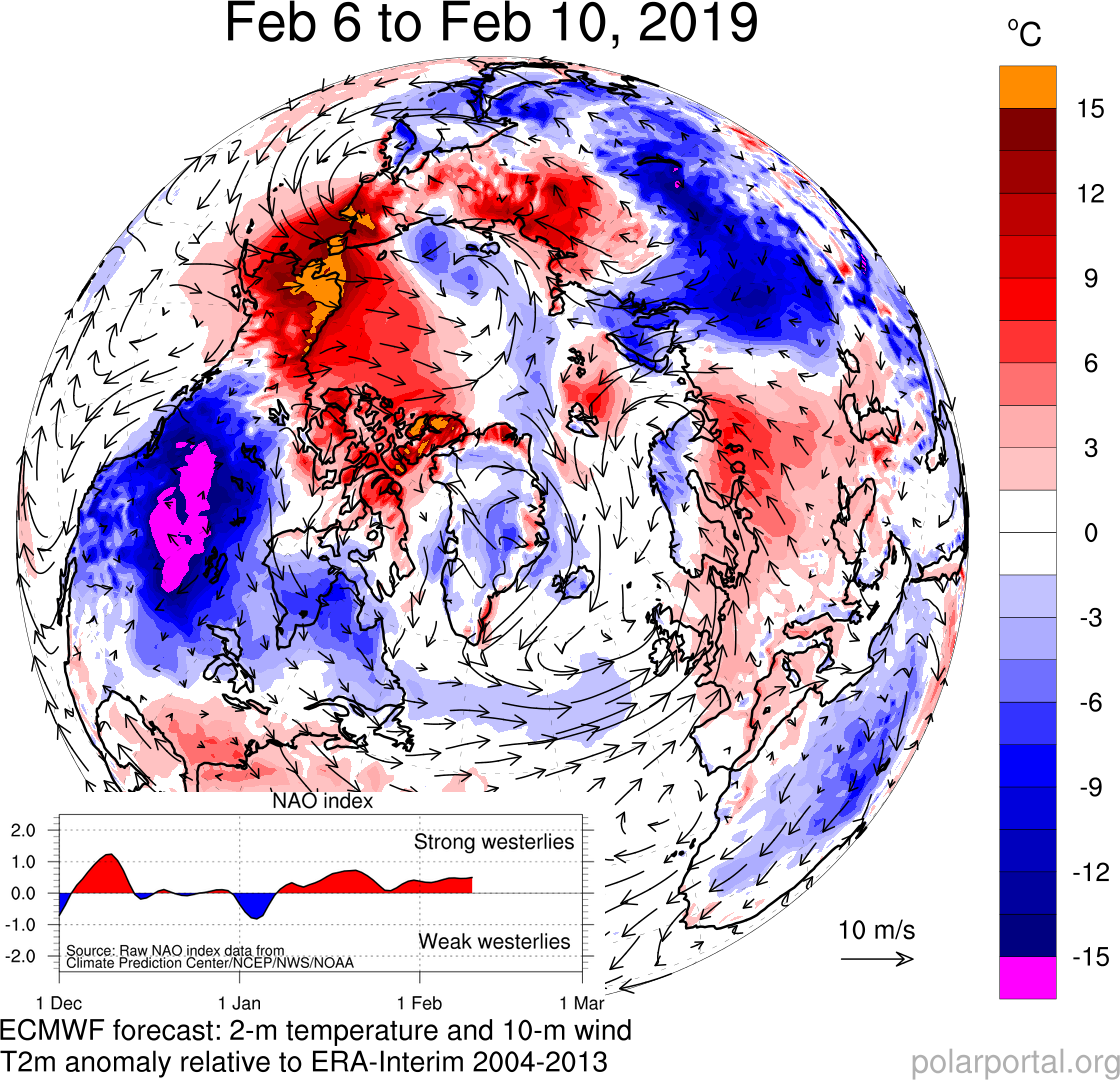 Feb 6 to Feb 10, 2019
°C
15
12
9
6
3
0
-3
-6
-9
-12
-15
NAO index
2.0
1.0
0.0
-1.0
-2.0
Strong westerlies
Weak westerlies
Source: Raw NAO index data from
Climate Prediction Center/NCEP/NWS/NOAA
1 Dec 1 Jan 1 Feb 1 Mar
10 m/s
ECMWF forecast: 2-m temperature and 10-m wind
T2m anomaly relative to ERA-Interim 2004-2013
polarportal.org